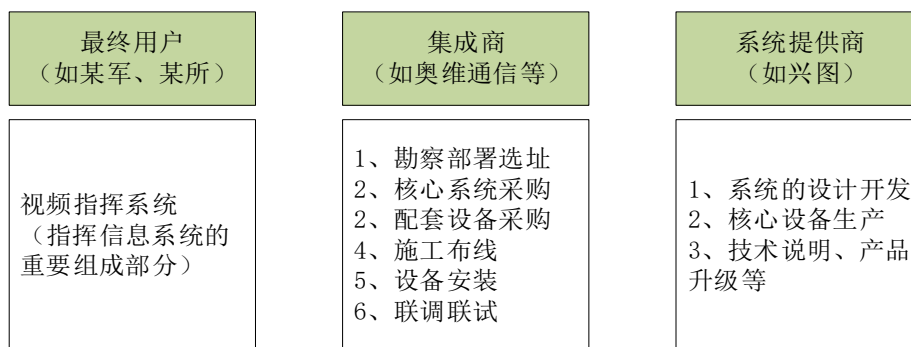 最终用户
（如某军、某所）
集成商
（如奥维通信等）
系统提供商
（如兴图）
视频指挥系统
（指挥信息系统的
重要组成部分）
1、勘察部署选址
2、核心系统采购
2、配套设备采购
4、施工布线
5、设备安装
6、联调联试
1、系统的设计开发
2、核心设备生产
3、技术说明、产品
升级等